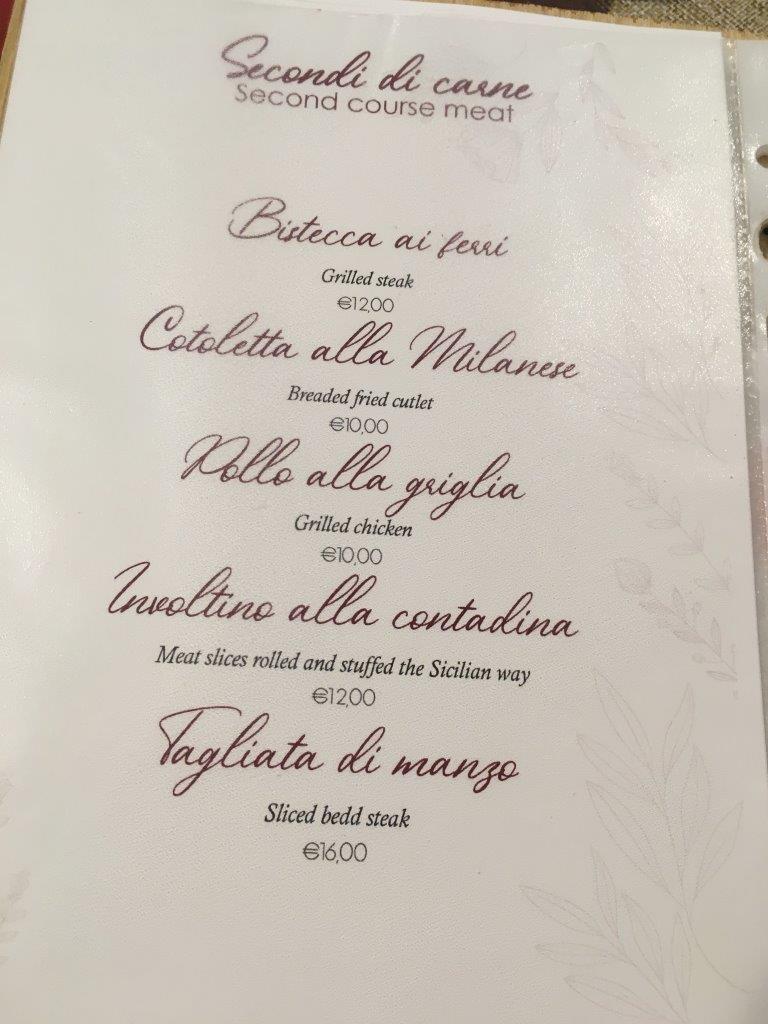 Secondi di carne
Second course meat
Bistecca ai ferri
Grilled steak
€12,00
Cotoletta alla Milanese
Breaded fried cutlet
€10,00
Pollo alla griglia
Grilled chicken
€10,00
Involtino alla contadina
Meat slices rolled and stuffed the Sicilian way
€12,00
Tagliata di manzo
Sliced bedd steak
€16,00